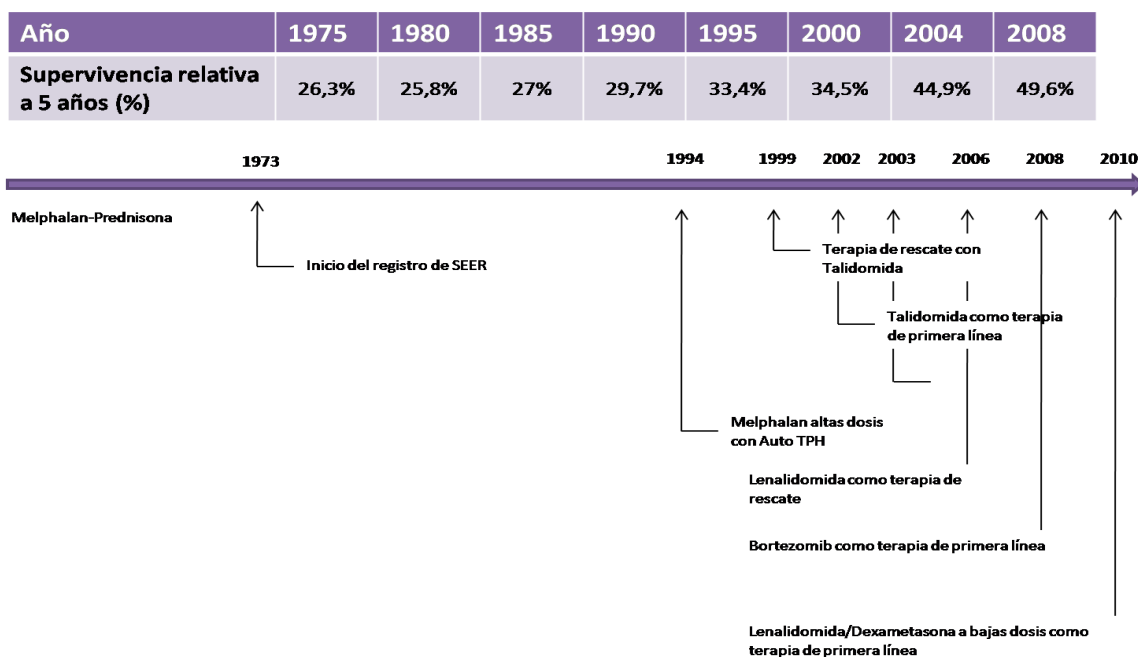 Año 1975 1980 1985 1990 1995 2000 2004 2008
Supervivencia relativa
a 5 años (%) 26,3% 25,8% 27% 29,7% 33,4% 34,5% 44,9% 49,6%
1973 1994 1999 2002 2003 2006 2008 2010
Melphalan-Prednisona
Inicio del registro de SEER
Terapia de rescate con
Talidomida
Talidomida como terapia
de primera línea
Melphalan altas dosis
con Auto TPH
Lenalidomida como terapia de
rescate
Bortezomib como terapia de primera línea
Lenalidomida/Dexametasona a bajas dosis como
terapia de primera línea